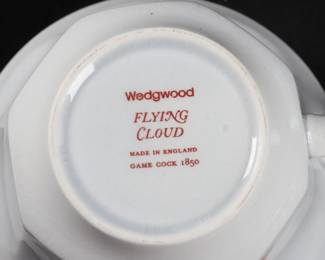 Wedgwood
FLYING
CLOUD
MADE IN ENGLAND
GAME COCK 1850